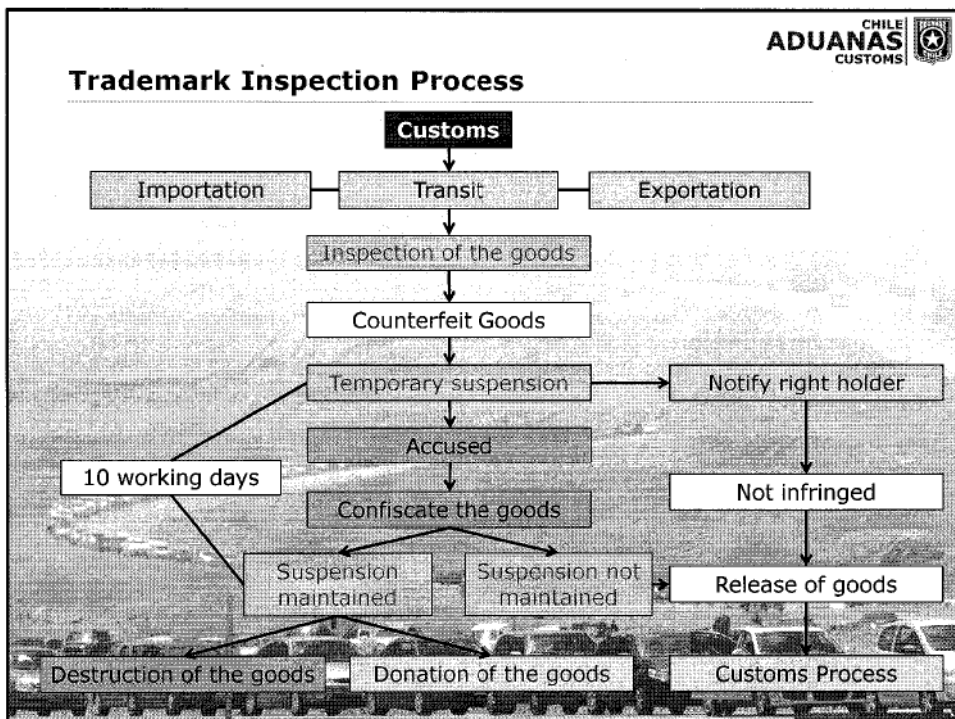 CHILE
ADUANAS
CUSTOMS
Trademark Inspection Process
Customs
Importation
Transit
Exportation
Inspection of the goods
Counterfeit Goods
Temporary suspension
Notify right holder
Accused
10 working days
Not infringed
Confiscate the goods
Suspension
maintained
Suspension not
maintained
Release of goods
Destruction of the goods
Donation of the goods
Customs Process